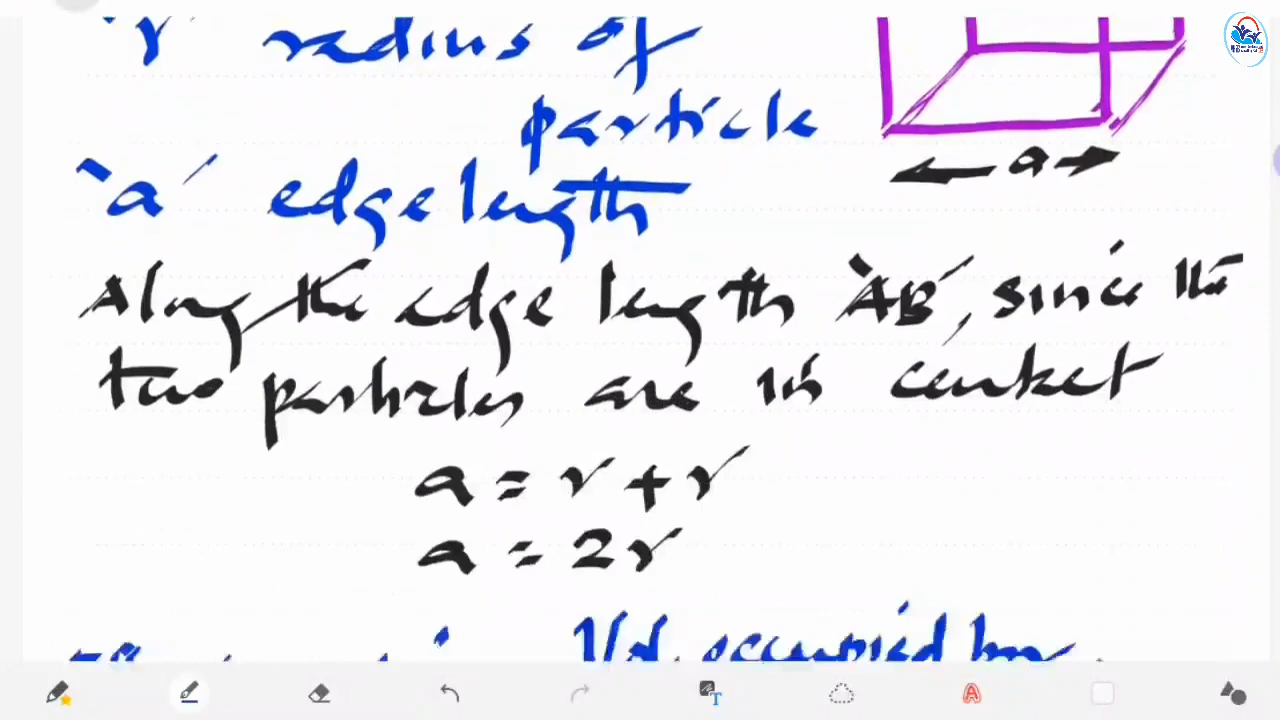 'r' radius of
particle
a
'a' edge length
Along the edge length 'AB', since the
two particles are in contact
a = r + r
a = 2r
Vol. occupied by